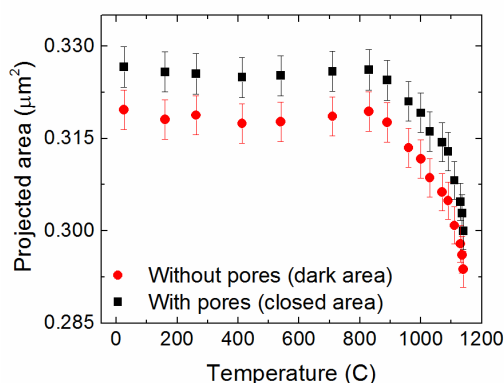 Projected area (μm²)
0.330
0.315
0.300
0.285
Without pores (dark area)
With pores (closed area)
0 200 400 600 800 1000 1200
Temperature (C)